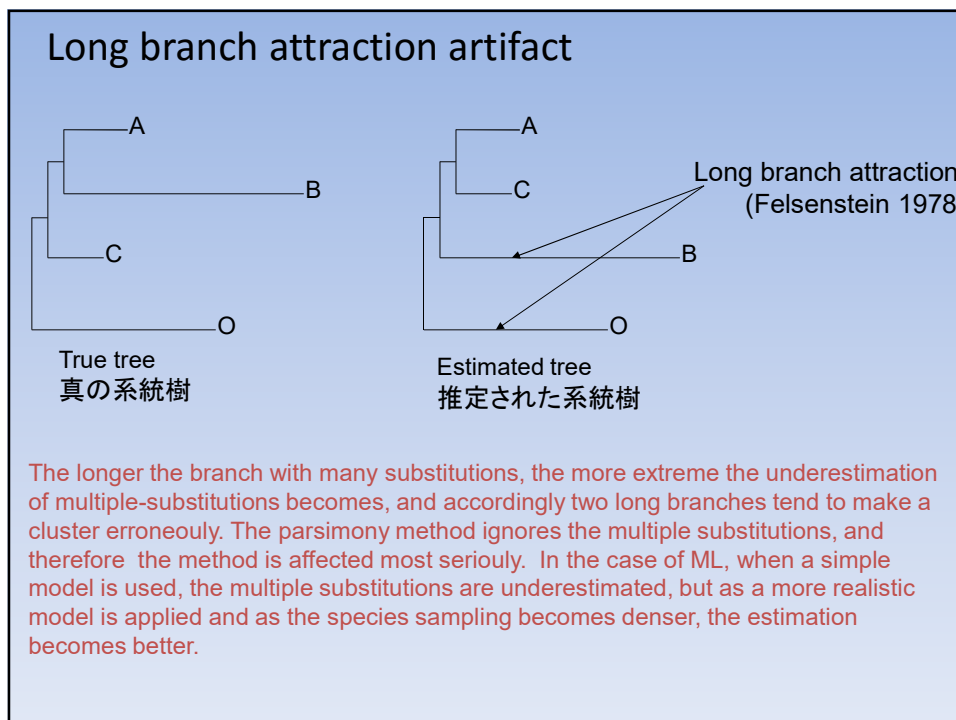 Long branch attraction artifact
A
B
C
O
True tree
真の系統樹
A
C
B
O
Long branch attraction
(Felsenstein 1978
Estimated tree
推定された系統樹
The longer the branch with many substitutions, the more extreme the underestimation
of multiple-substitutions becomes, and accordingly two long branches tend to make a
cluster erroneouly. The parsimony method ignores the multiple substitutions, and
therefore the method is affected most seriouly. In the case of ML, when a simple
model is used, the multiple substitutions are underestimated, but as a more realistic
model is applied and as the species sampling becomes denser, the estimation
becomes better.